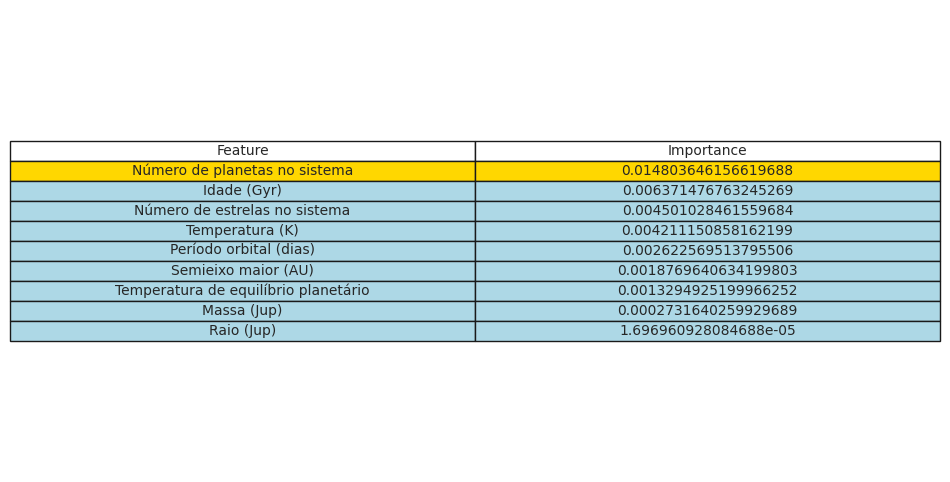 Feature Importance
Número de planetas no sistema 0.014803646156619688
Idade (Gyr) 0.006371476763245269
Número de estrelas no sistema 0.004501028461559684
Temperatura (K) 0.004211150858162199
Período orbital (dias) 0.002622569513795506
Semieixo maior (AU) 0.0018769640634199803
Temperatura de equilíbrio planetário 0.0013294925199966252
Massa (Jup) 0.0002731640259929689
Raio (Jup) 1.696960928084688e-05